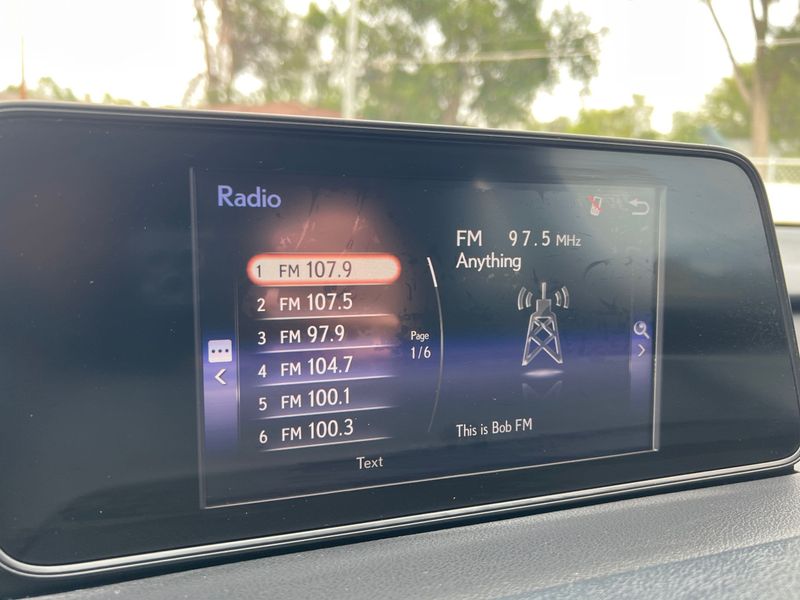 Radio
1 FM 107.9
2 FM 107.5
3 FM 97.9
4 FM 104.7
5 FM 100.1
6 FM 100.3
Page
1/6
Text
FM 97.5 MHz
Anything
This is Bob FM